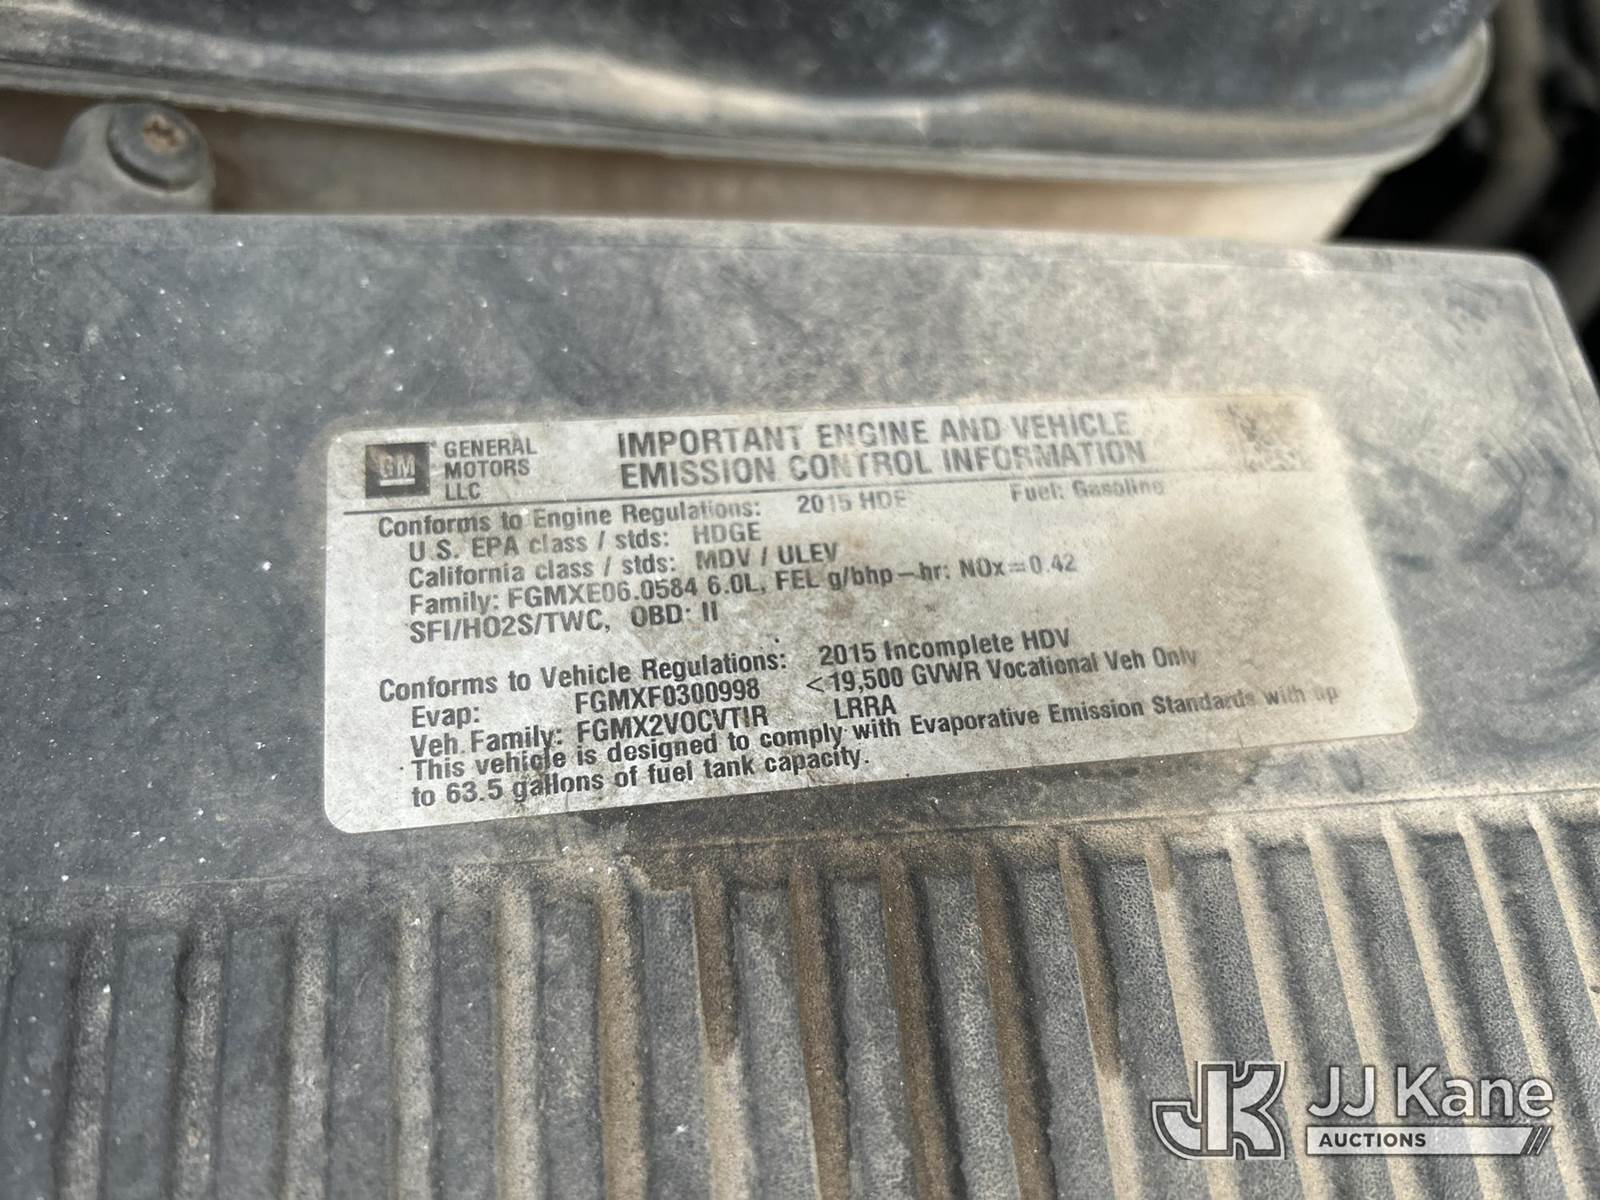 GM GENERAL MOTORS LLC
IMPORTANT ENGINE AND VEHICLE
EMISSION CONTROL INFORMATION
Conforms to Engine Regulations: 2015 Fuel: Gasoline
U.S. EPA class / stds: HDGE
California class / stds: MDV / ULEV
Family: FGMXE06.0584 6.0L, FEL g/bhp-hr: NOx=0.42
SFI/HO2S/TWC, OBD: II
Conforms to Vehicle Regulations: 2015 Incomplete HDV
Evap: FGMXF0300998 <19,500 GVWR Vocational Veh Only
Veh Family: FGMX2VOCVTIR LRRA
This vehicle is designed to comply with Evaporative Emission Standards with up
to 63.5 gallons of fuel tank capacity.
JK JJ Kane
AUCTIONS